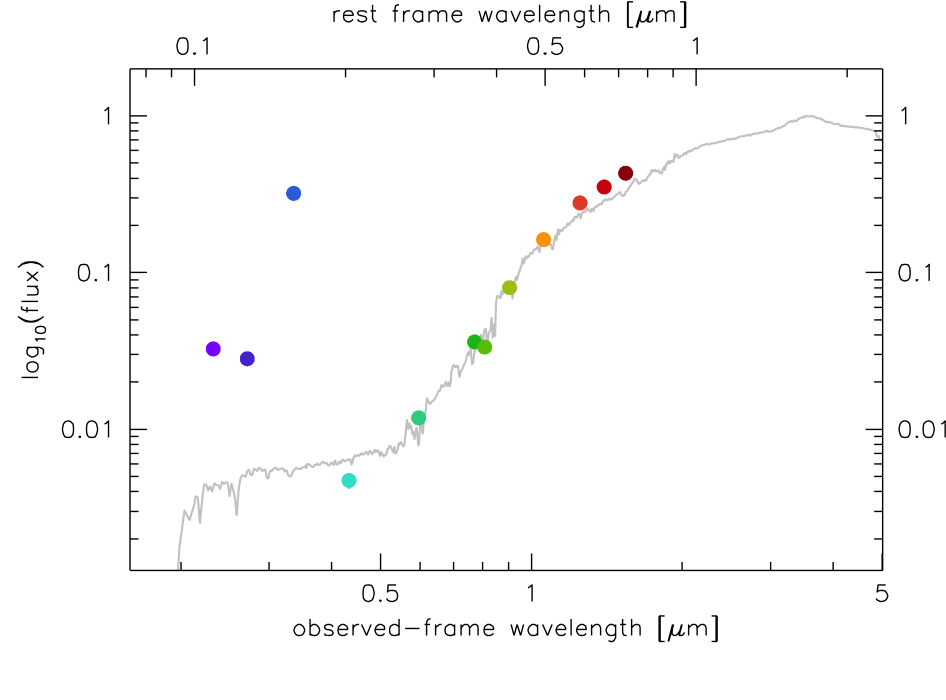 rest frame wavelength [μm]
0.1 0.5 1
1 1
0.1 0.1
0.01 0.01
log10(flux)
0.5 1 5
observed-frame wavelength [μm]